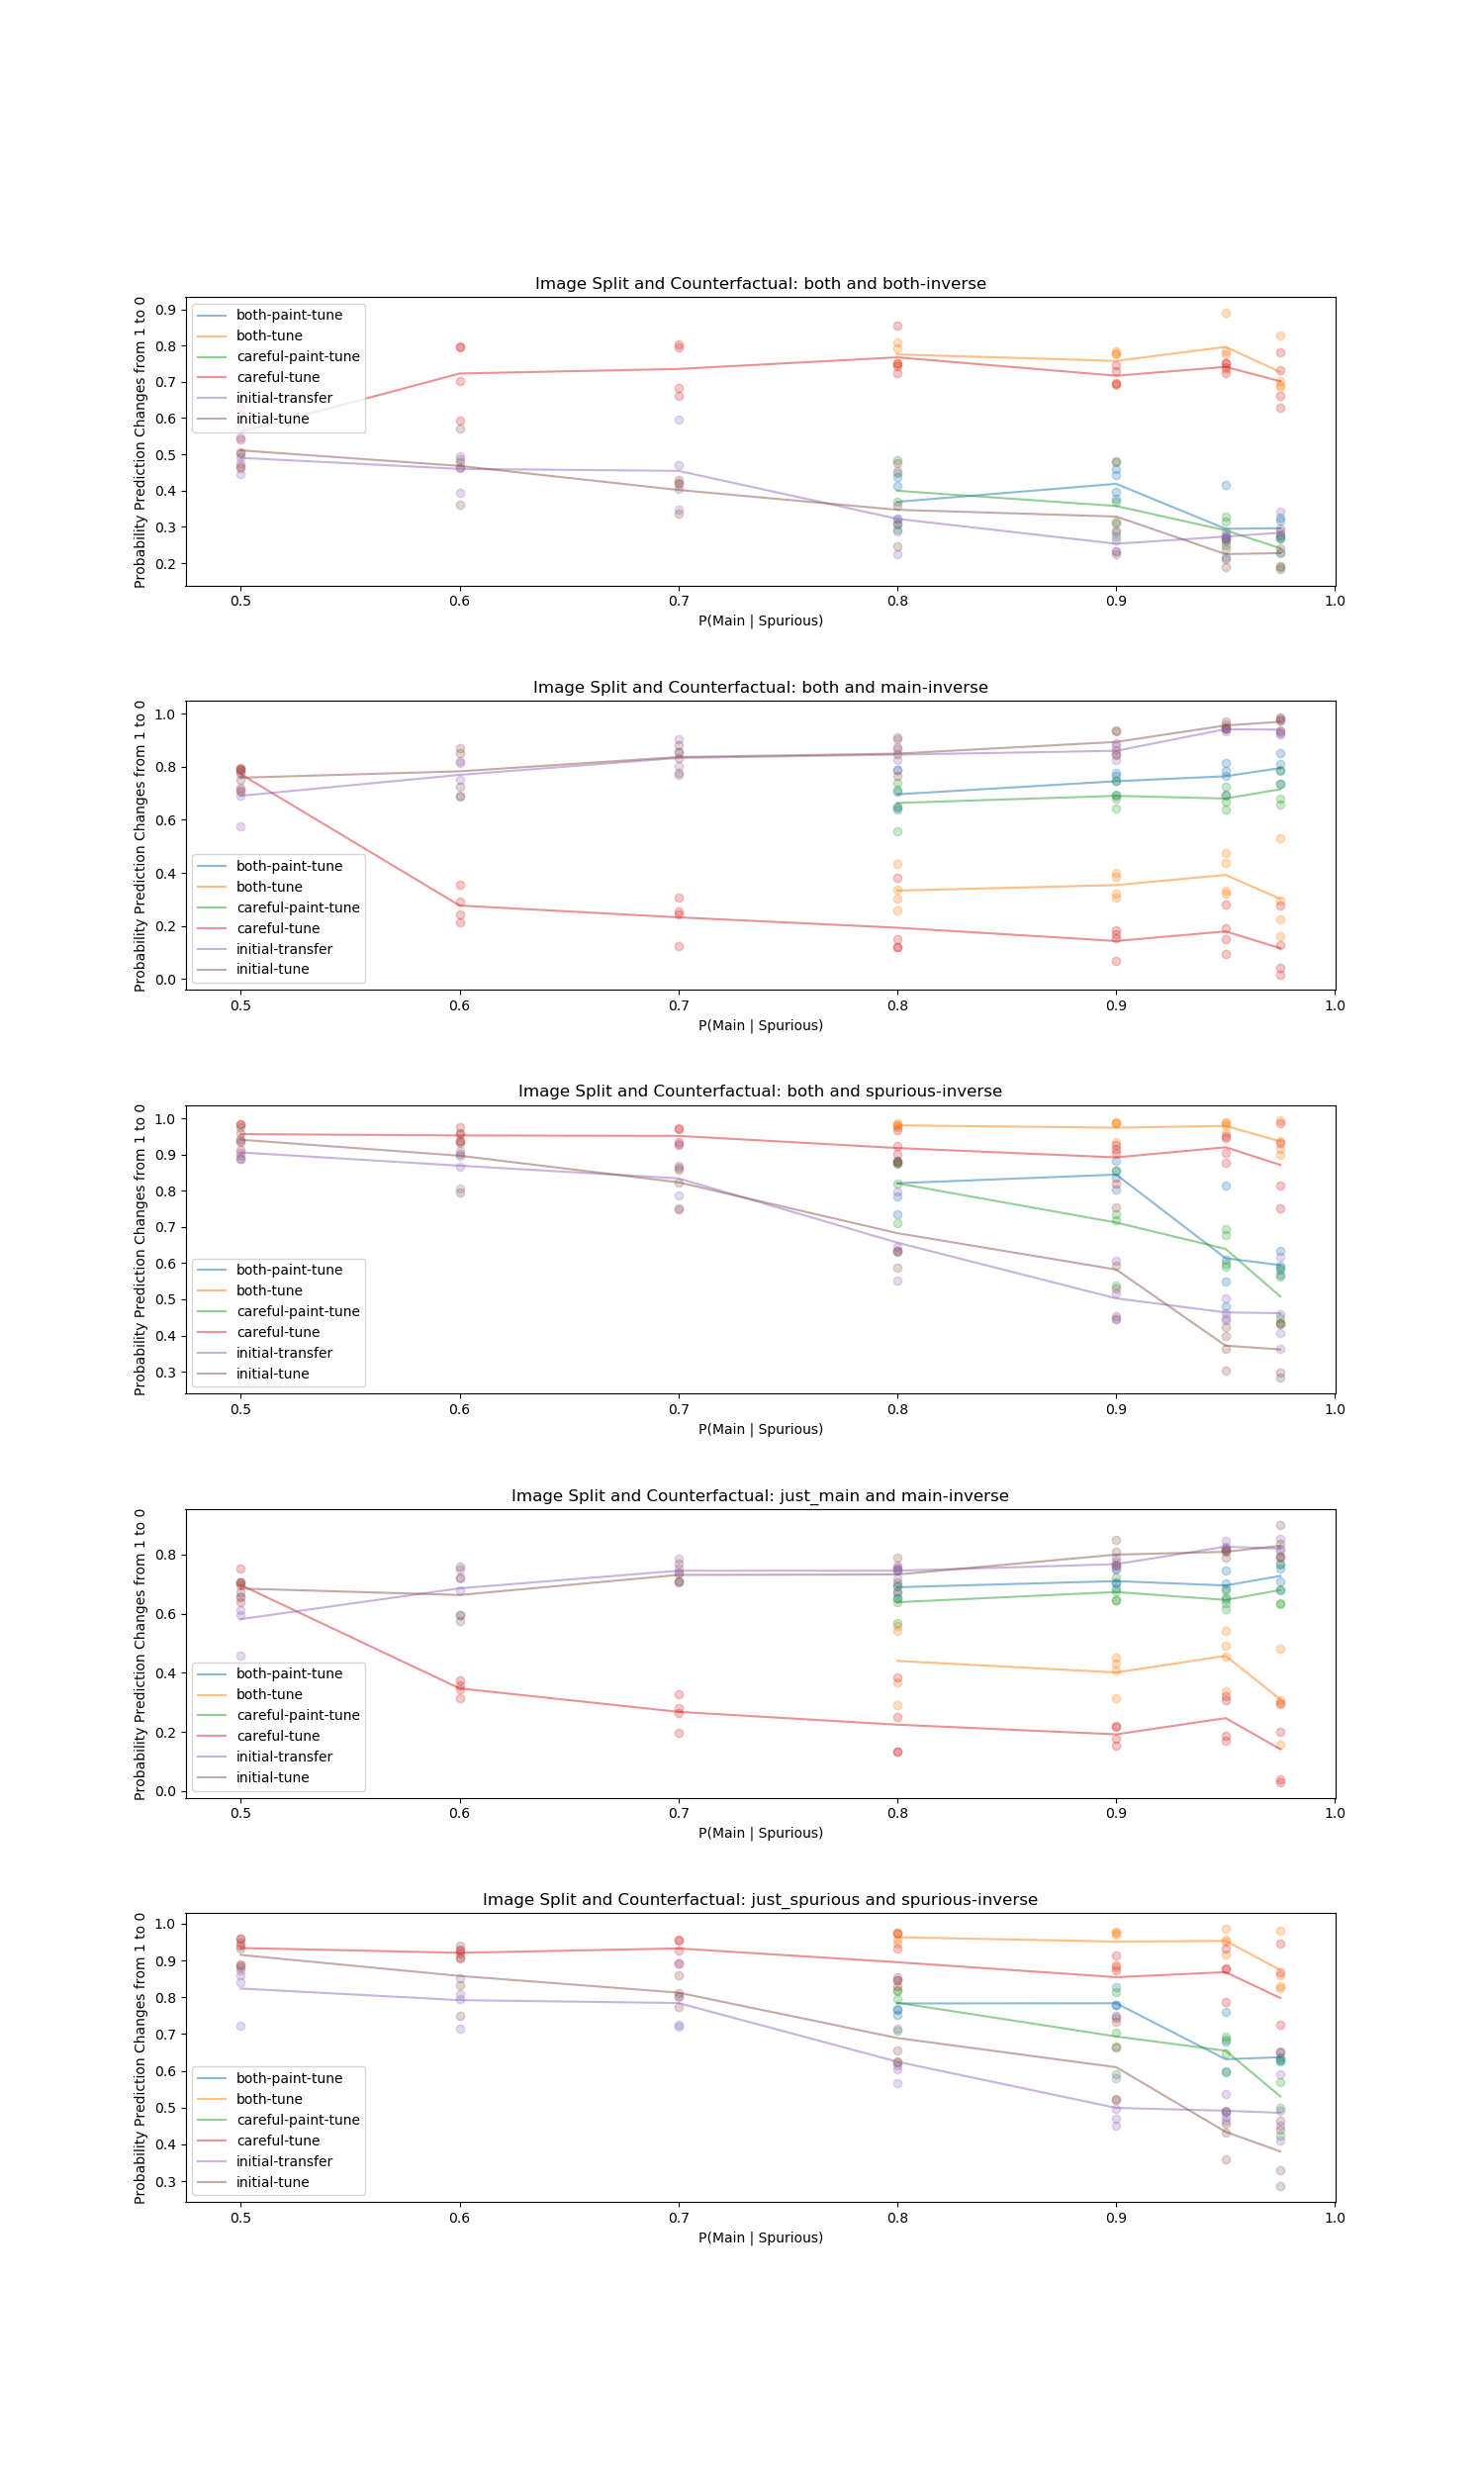 Image Split and Counterfactual: both and both-inverse
Probability Prediction Changes from 1 to 0
0.9
0.8
0.7
0.6
0.5
0.4
0.3
0.2
both-paint-tune
both-tune
careful-paint-tune
careful-tune
initial-transfer
initial-tune
0.5 0.6 0.7 0.8 0.9 1.0
P(Main | Spurious)
Image Split and Counterfactual: both and main-inverse
Probability Prediction Changes from 1 to 0
1.0
0.8
0.6
0.4
0.2
0.0
both-paint-tune
both-tune
careful-paint-tune
careful-tune
initial-transfer
initial-tune
0.5 0.6 0.7 0.8 0.9 1.0
P(Main | Spurious)
Image Split and Counterfactual: both and spurious-inverse
Probability Prediction Changes from 1 to 0
1.0
0.9
0.8
0.7
0.6
0.5
0.4
0.3
both-paint-tune
both-tune
careful-paint-tune
careful-tune
initial-transfer
initial-tune
0.5 0.6 0.7 0.8 0.9 1.0
P(Main | Spurious)
Image Split and Counterfactual: just_main and main-inverse
Probability Prediction Changes from 1 to 0
0.8
0.6
0.4
0.2
0.0
both-paint-tune
both-tune
careful-paint-tune
careful-tune
initial-transfer
initial-tune
0.5 0.6 0.7 0.8 0.9 1.0
P(Main | Spurious)
Image Split and Counterfactual: just_spurious and spurious-inverse
Probability Prediction Changes from 1 to 0
1.0
0.9
0.8
0.7
0.6
0.5
0.4
0.3
both-paint-tune
both-tune
careful-paint-tune
careful-tune
initial-transfer
initial-tune
0.5 0.6 0.7 0.8 0.9 1.0
P(Main | Spurious)